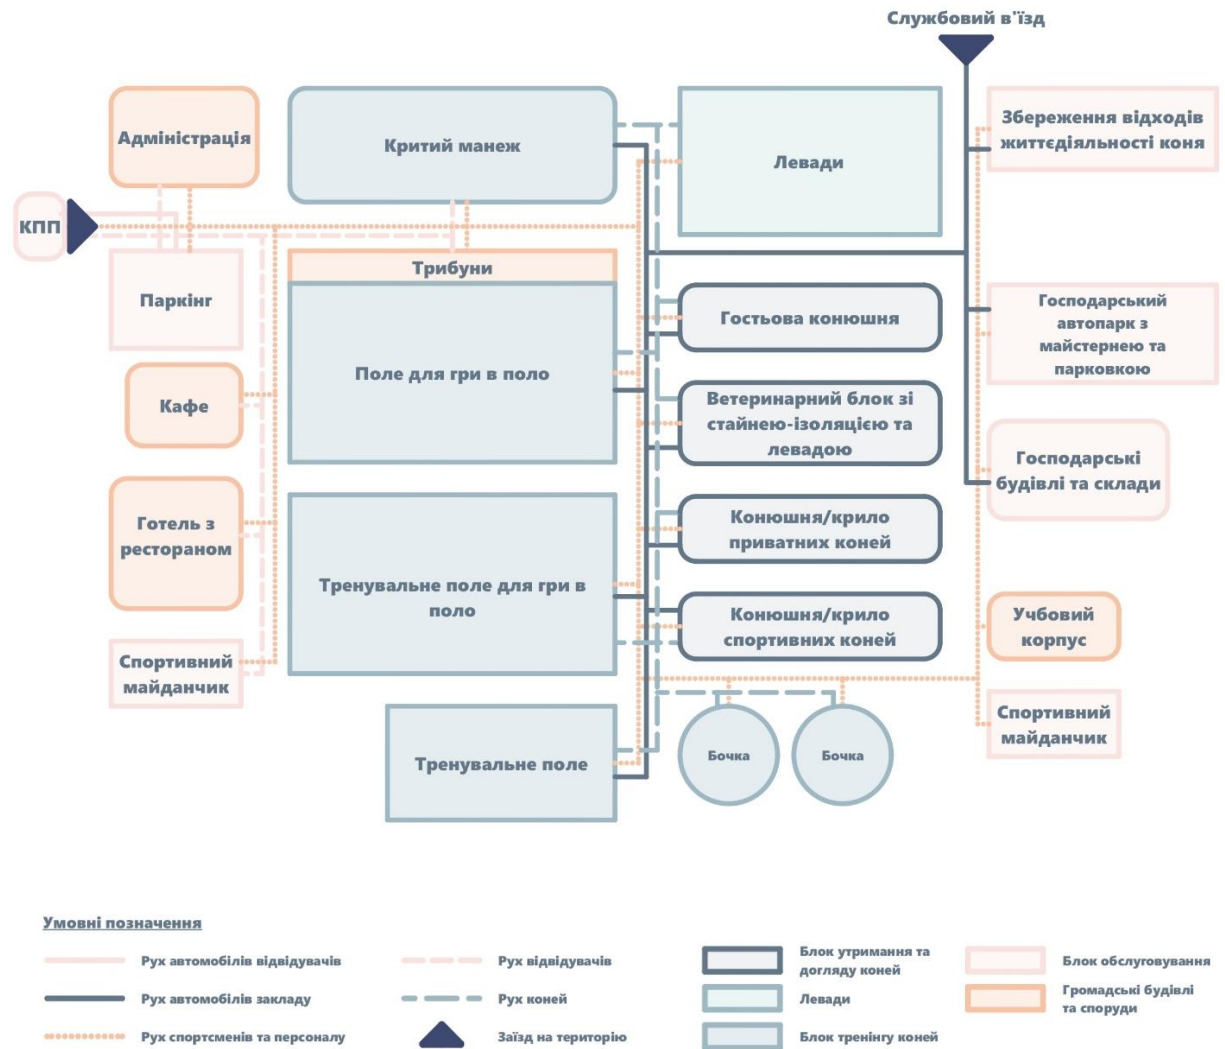 Службовий в'їзд
Адміністрація
Критий манеж
Левади
Збереження відходів
життєдіяльності коня
КПП
Паркінг
Трибуни
Поле для гри в поло
Гостьова конюшня
Господарський
автопарк з
майстернею та
парковкою
Кафе
Ветеринарний блок зі
стайнею-ізоляцією та
левадою
Господарські
будівлі та склади
Готель з
рестораном
Тренувальне поле для гри в
поло
Конюшня/крило
приватних коней
Конюшня/крило
спортивних коней
Учбовий
корпус
Спортивний
майданчик
Тренувальне поле
Бочка
Бочка
Спортивний
майданчик
Умовні позначення
Рух автомобілів відвідувачів
Рух автомобілів закладу
Рух спортсменів та персоналу
Рух відвідувачів
Рух коней
Заїзд на територію
Блок утримання та
догляду коней
Левади
Блок тренінгу коней
Блок обслуговування
Громадські будівлі
та споруди